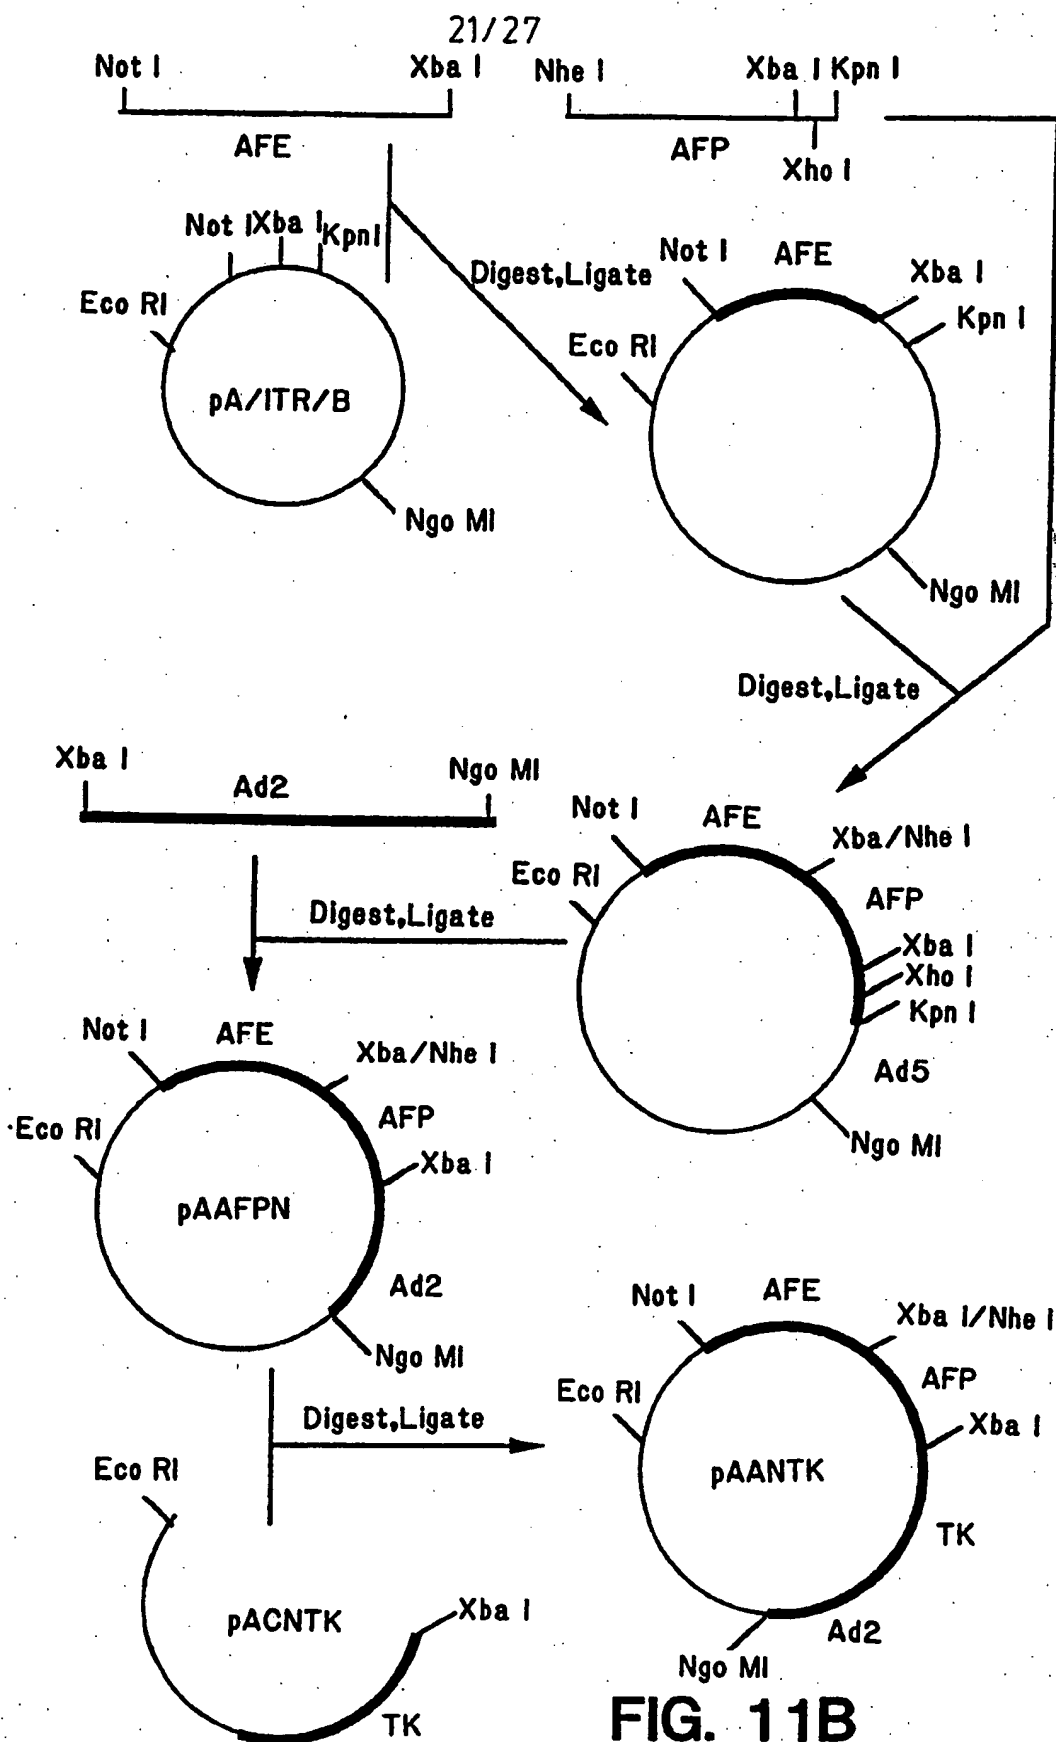 21/27
Not I
Xba I
Nhe I
Xba I
Kpn I
AFE
AFP
Xho I
Not I
Xba I
Kpn I
Eco RI
pA/ITR/B
Ngo MI
Digest,Ligate
Not I
AFE
Xba I
Kpn I
Eco RI
Ngo MI
Digest,Ligate
Xba I
Ad2
Ngo MI
Digest,Ligate
Not I
AFE
Xba/Nhe I
Eco RI
AFP
Xba I
Xho I
Kpn I
Ad5
Ngo MI
Not I
AFE
Xba/Nhe I
Eco RI
AFP
Xba I
pAAFPN
Ad2
Ngo MI
Digest,Ligate
Not I
AFE
Xba I/Nhe I
Eco RI
AFP
Xba I
pAANTK
TK
Ad2
Ngo MI
Eco RI
pACNTK
Xba I
TK
FIG. 11B